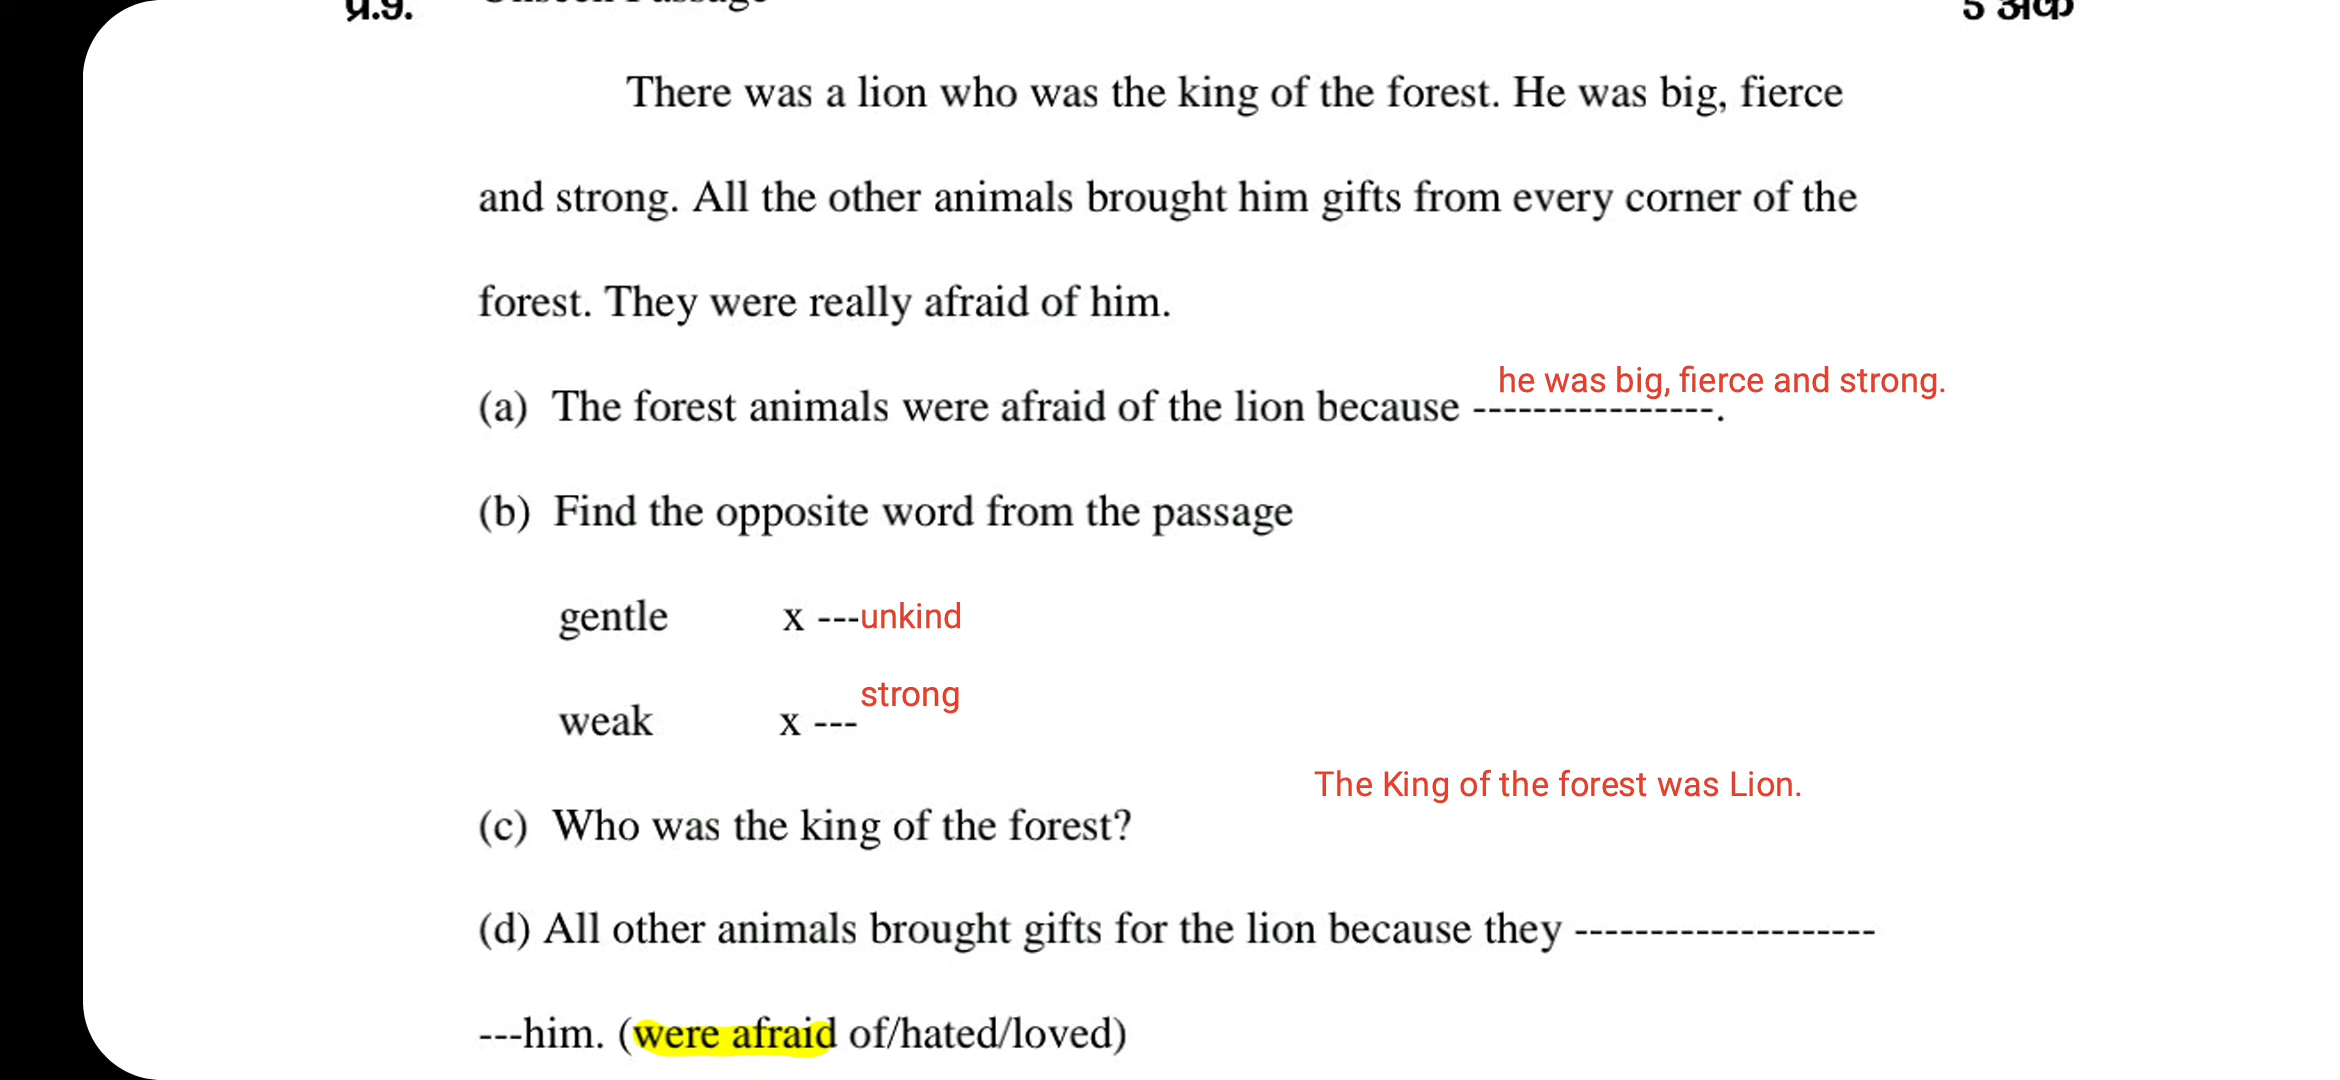 There was a lion who was the king of the forest. He was big, fierce
and strong. All the other animals brought him gifts from every corner of the
forest. They were really afraid of him.
he was big, fierce and strong.
(a) The forest animals were afraid of the lion because ----------------.
(b) Find the opposite word from the passage
gentle x ---unkind
strong
weak x ---
The King of the forest was Lion.
(c) Who was the king of the forest?
(d) All other animals brought gifts for the lion because they --------------------
---him. (were afraid of/hated/loved)